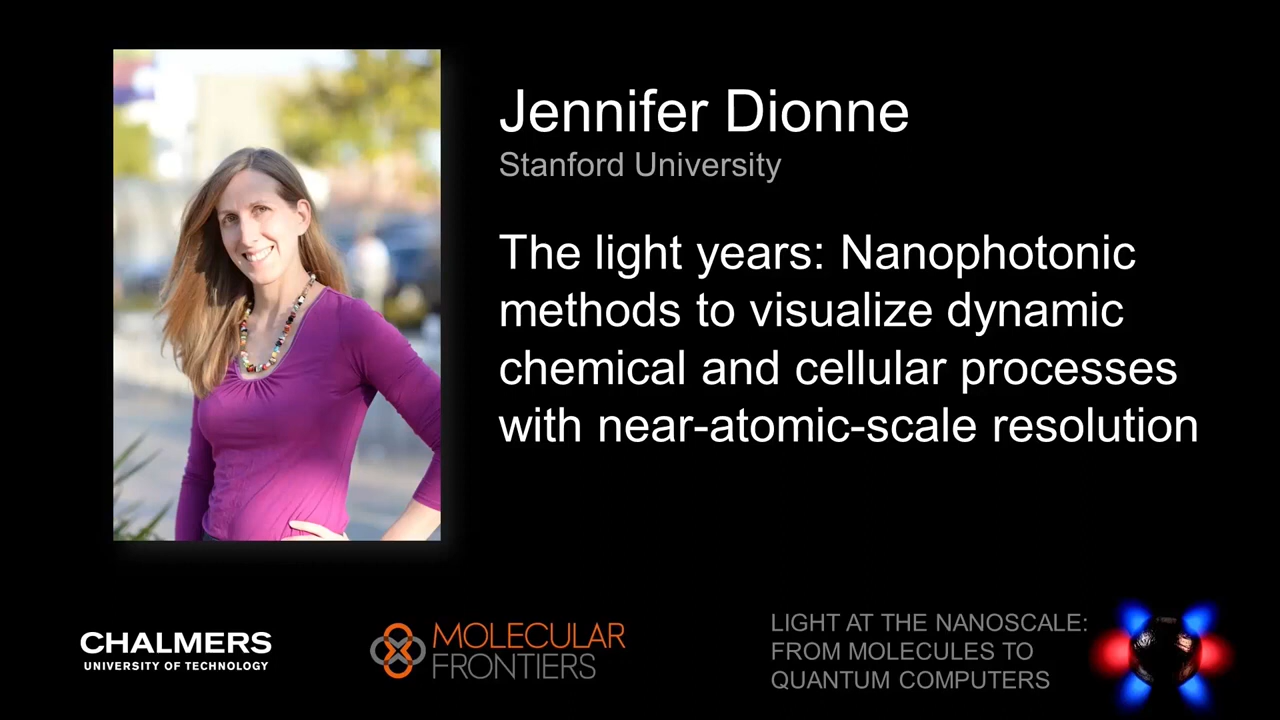 Jennifer Dionne
Stanford University
The light years: Nanophotonic
methods to visualize dynamic
chemical and cellular processes
with near-atomic-scale resolution
CHALMERS
UNIVERSITY OF TECHNOLOGY
MOLECULAR
FRONTIERS
LIGHT AT THE NANOSCALE:
FROM MOLECULES TO
QUANTUM COMPUTERS